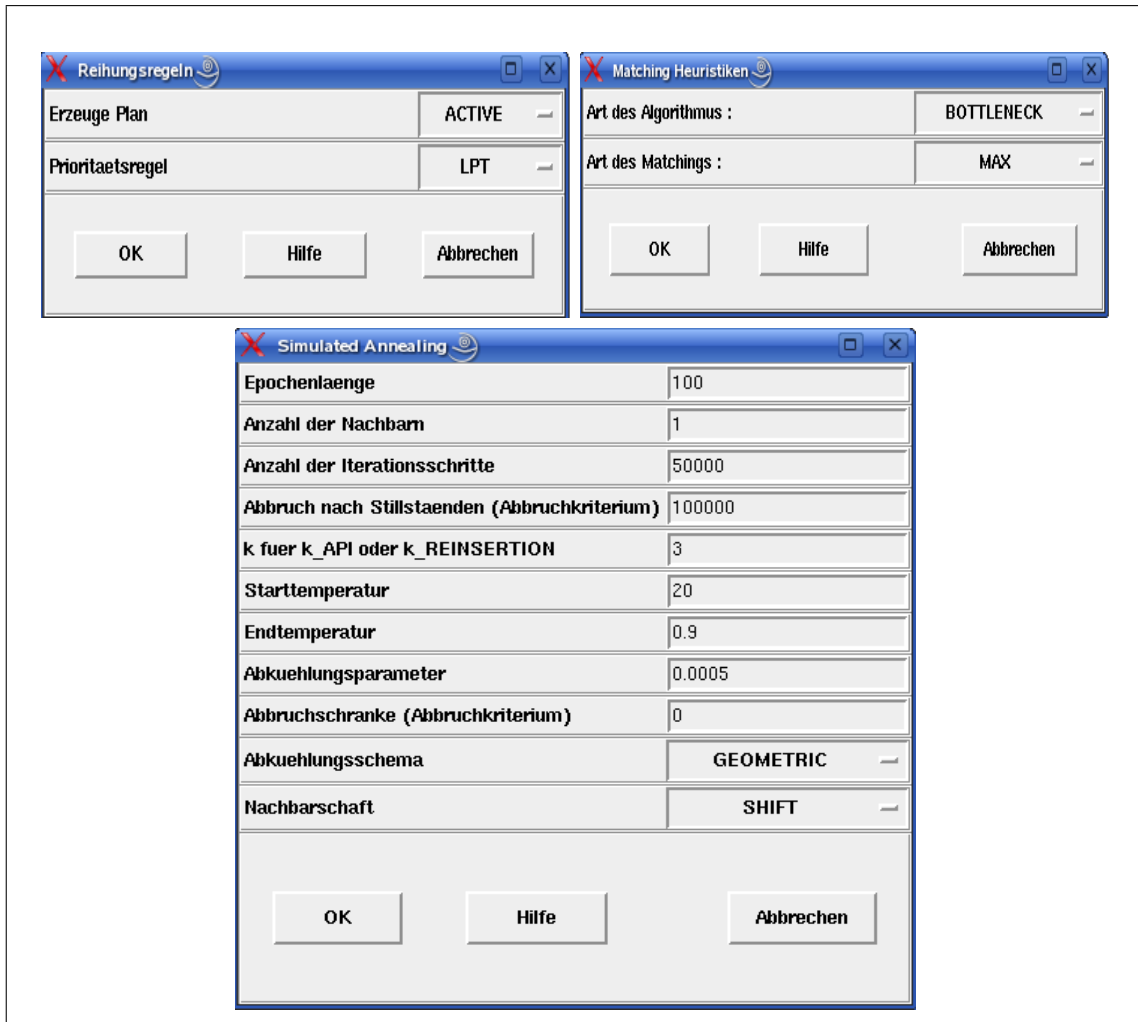 Reihungsregeln
Erzeuge Plan ACTIVE
Prioritaetsregel LPT
OK Hilfe Abbrechen
Matching Heuristiken
Art des Algorithmus : BOTTLENECK
Art des Matchings : MAX
OK Hilfe Abbrechen
Simulated Annealing
Epochenlaenge 100
Anzahl der Nachbarn 1
Anzahl der Iterationsschritte 50000
Abbruch nach Stillstaenden (Abbruchkriterium) 100000
k fuer k_API oder k_REINSERTION 3
Starttemperatur 20
Endtemperatur 0.9
Abkuehlungsparameter 0.0005
Abbruchschranke (Abbruchkriterium) 0
Abkuehlungsschema GEOMETRIC
Nachbarschaft SHIFT
OK Hilfe Abbrechen